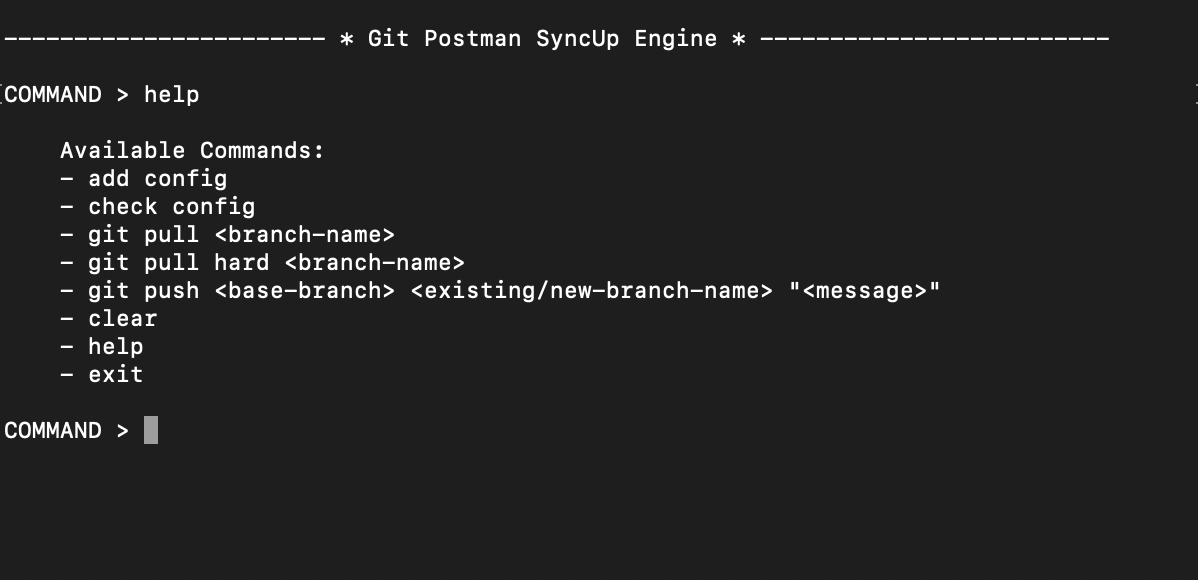 ----------------------- * Git Postman SyncUp Engine * -------------------------
[COMMAND > help
Available Commands:
- add config
- check config
- git pull <branch-name>
- git pull hard <branch-name>
- git push <base-branch> <existing/new-branch-name> "<message>"
- clear
- help
- exit
COMMAND >